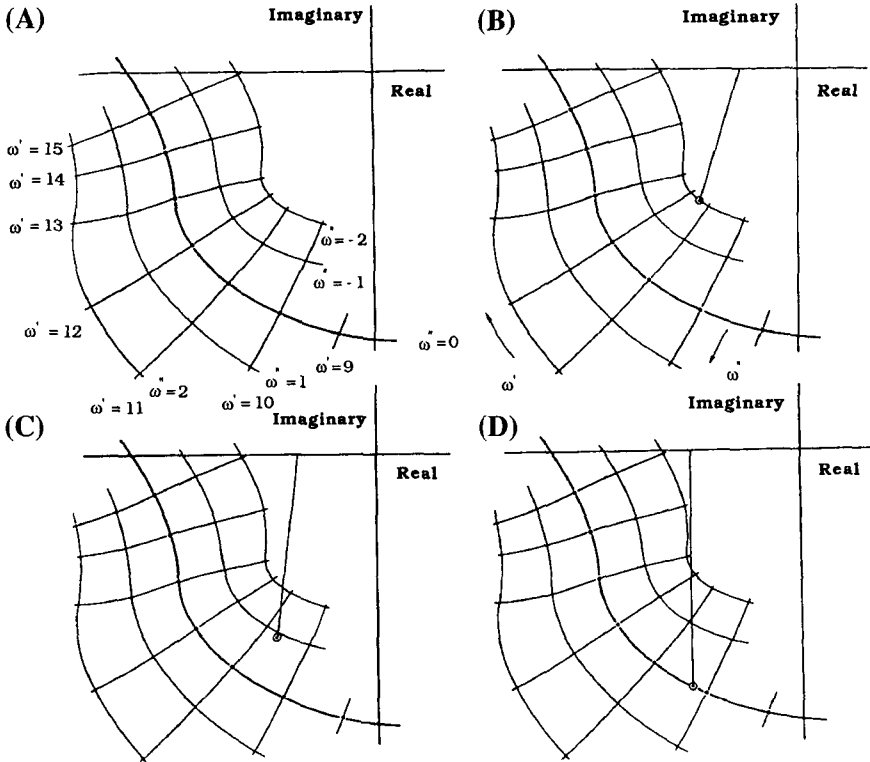 (A)
Imaginary
Real
ω' = 15
ω' = 14
ω' = 13
ω' = 12
ω' = 11
ω" = 2
ω' = 10
ω" = 1
ω' = 9
ω" = 0
ω" = - 1
ω" = - 2
(B)
Imaginary
Real
ω'
ω"
(C)
Imaginary
Real
(D)
Imaginary
Real